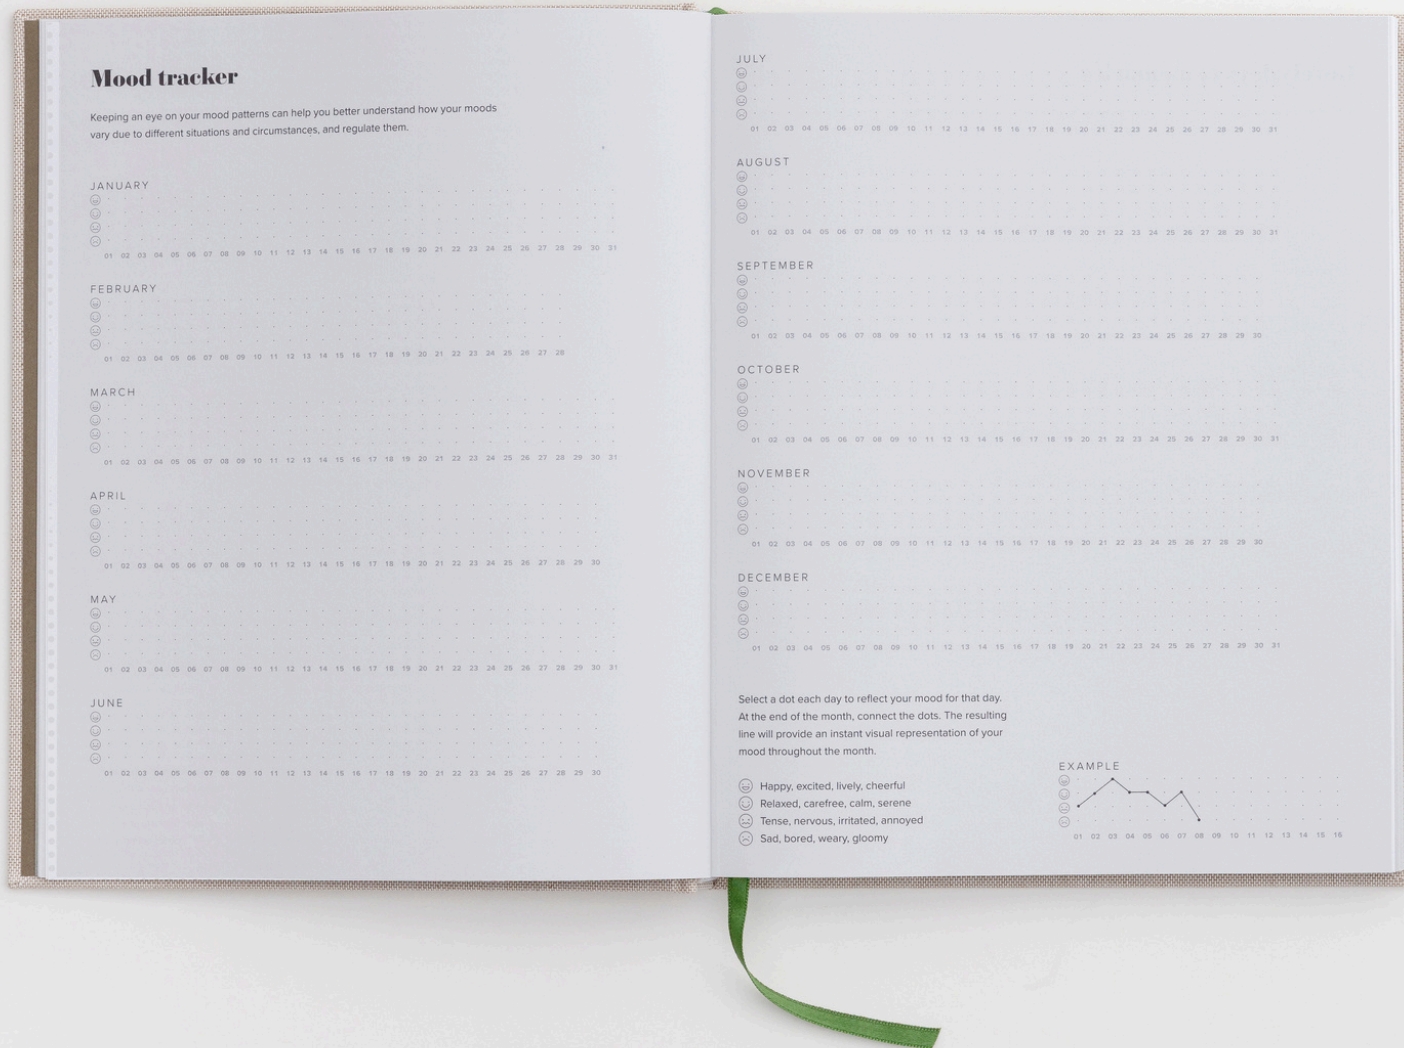 Mood tracker
Keeping an eye on your mood patterns can help you better understand how your moods
vary due to different situations and circumstances, and regulate them.
JANUARY
01 02 03 04 05 06 07 08 09 10 11 12 13 14 15 16 17 18 19 20 21 22 23 24 25 26 27 28 29 30 31
FEBRUARY
01 02 03 04 05 06 07 08 09 10 11 12 13 14 15 16 17 18 19 20 21 22 23 24 25 26 27 28
MARCH
01 02 03 04 05 06 07 08 09 10 11 12 13 14 15 16 17 18 19 20 21 22 23 24 25 26 27 28 29 30 31
APRIL
01 02 03 04 05 06 07 08 09 10 11 12 13 14 15 16 17 18 19 20 21 22 23 24 25 26 27 28 29 30
MAY
01 02 03 04 05 06 07 08 09 10 11 12 13 14 15 16 17 18 19 20 21 22 23 24 25 26 27 28 29 30 31
JUNE
01 02 03 04 05 06 07 08 09 10 11 12 13 14 15 16 17 18 19 20 21 22 23 24 25 26 27 28 29 30
JULY
01 02 03 04 05 06 07 08 09 10 11 12 13 14 15 16 17 18 19 20 21 22 23 24 25 26 27 28 29 30 31
AUGUST
01 02 03 04 05 06 07 08 09 10 11 12 13 14 15 16 17 18 19 20 21 22 23 24 25 26 27 28 29 30 31
SEPTEMBER
01 02 03 04 05 06 07 08 09 10 11 12 13 14 15 16 17 18 19 20 21 22 23 24 25 26 27 28 29 30
OCTOBER
01 02 03 04 05 06 07 08 09 10 11 12 13 14 15 16 17 18 19 20 21 22 23 24 25 26 27 28 29 30 31
NOVEMBER
01 02 03 04 05 06 07 08 09 10 11 12 13 14 15 16 17 18 19 20 21 22 23 24 25 26 27 28 29 30
DECEMBER
01 02 03 04 05 06 07 08 09 10 11 12 13 14 15 16 17 18 19 20 21 22 23 24 25 26 27 28 29 30 31
Select a dot each day to reflect your mood for that day.
At the end of the month, connect the dots. The resulting
line will provide an instant visual representation of your
mood throughout the month.
Happy, excited, lively, cheerful
Relaxed, carefree, calm, serene
Tense, nervous, irritated, annoyed
Sad, bored, weary, gloomy
EXAMPLE
01 02 03 04 05 06 07 08 09 10 11 12 13 14 15 16